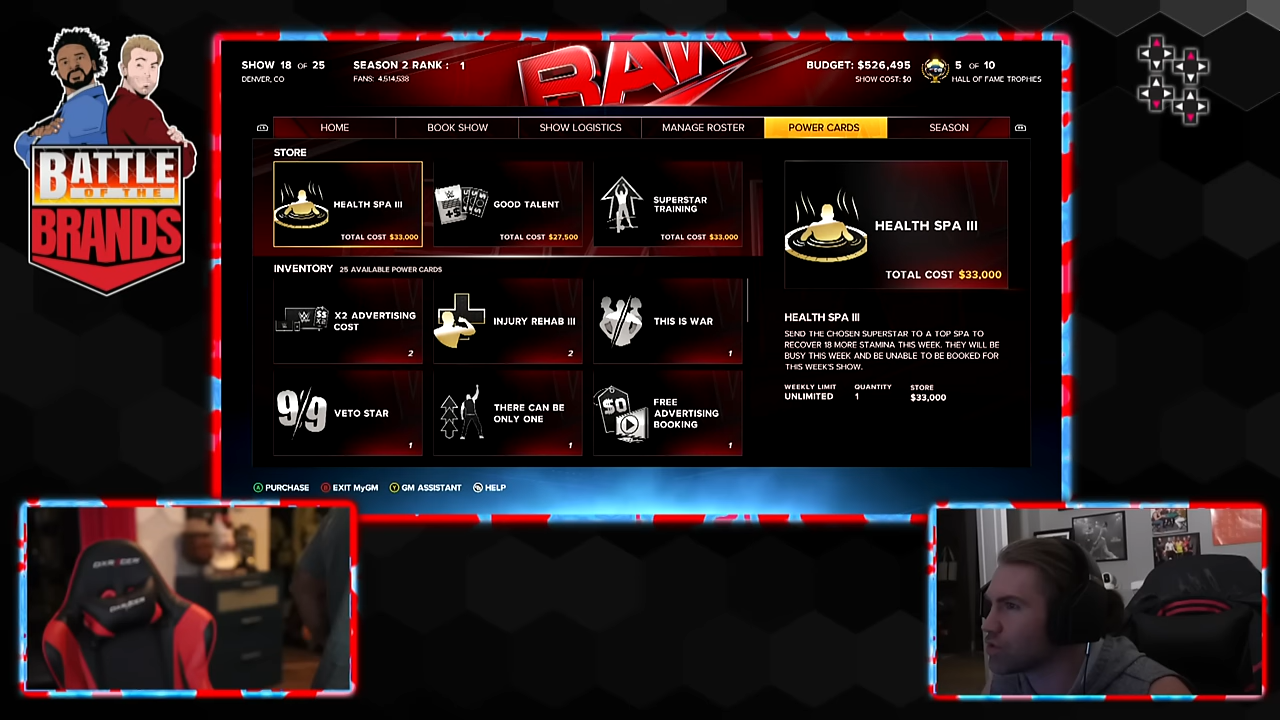 BATTLE
OF THE
BRANDS
SHOW 18 OF 25
DENVER, CO
SEASON 2 RANK : 1
FANS: 4,514,538
RAW
BUDGET: $526,495
SHOW COST: $0
5 OF 10
HALL OF FAME TROPHIES
HOME
BOOK SHOW
SHOW LOGISTICS
MANAGE ROSTER
POWER CARDS
SEASON
STORE
HEALTH SPA III
TOTAL COST $33,000
GOOD TALENT
TOTAL COST $27,500
SUPERSTAR
TRAINING
TOTAL COST $33,000
INVENTORY 25 AVAILABLE POWER CARDS
X2 ADVERTISING
COST
2
INJURY REHAB III
2
THIS IS WAR
1
9/9
VETO STAR
1
THERE CAN BE
ONLY ONE
1
$0
FREE
ADVERTISING
BOOKING
1
HEALTH SPA III
TOTAL COST $33,000
HEALTH SPA III
SEND THE CHOSEN SUPERSTAR TO A TOP SPA TO
RECOVER 18 MORE STAMINA THIS WEEK. THEY WILL BE
BUSY THIS WEEK AND BE UNABLE TO BE BOOKED FOR
THIS WEEK'S SHOW.
WEEKLY LIMIT
UNLIMITED
QUANTITY
1
STORE
$33,000
A PURCHASE
B EXIT MyGM
Y GM ASSISTANT
HELP